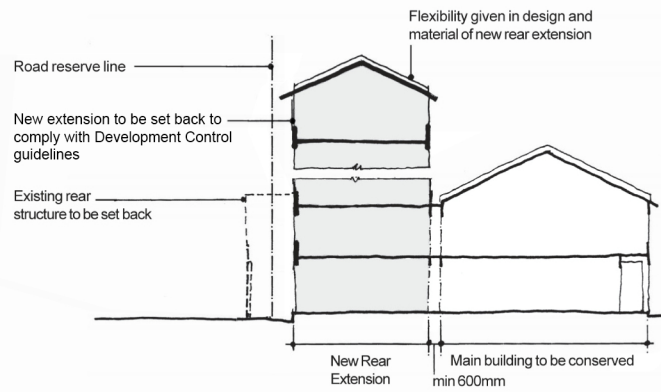 Flexibility given in design and
material of new rear extension
Road reserve line
New extension to be set back to
comply with Development Control
guidelines
Existing rear
structure to be set back
New Rear
Extension
min 600mm
Main building to be conserved